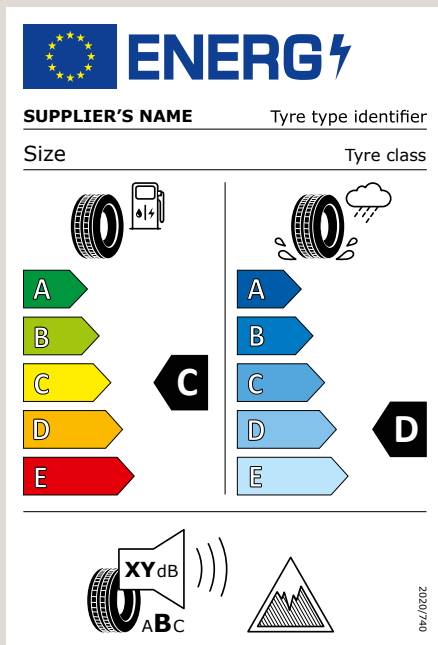 ENERG
SUPPLIER'S NAME Tyre type identifier
Size Tyre class
A A
B B
C C C
D D D
E E
XYdB
ABC
2020/740